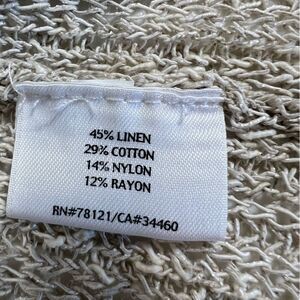 45% LINEN
29% COTTON
14% NYLON
12% RAYON
RN#78121/CA#34460